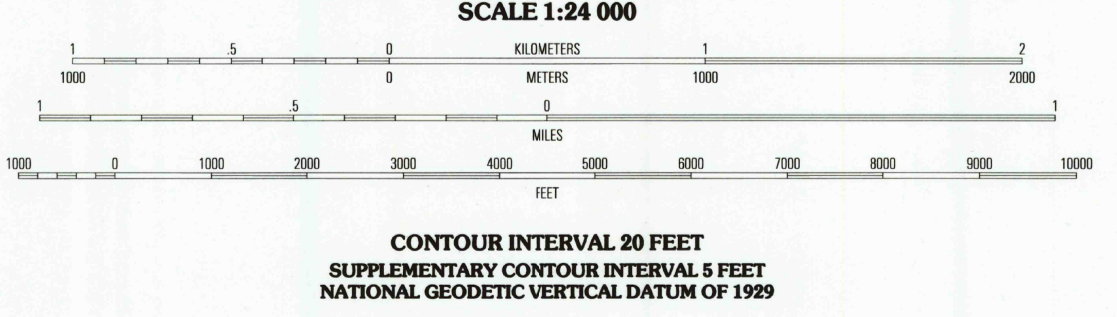 SCALE 1:24 000
1 .5 0 KILOMETERS 1 2
1000 0 METERS 1000 2000
1 .5 0 1
MILES
1000 0 1000 2000 3000 4000 5000 6000 7000 8000 9000 10000
FEET
CONTOUR INTERVAL 20 FEET
SUPPLEMENTARY CONTOUR INTERVAL 5 FEET
NATIONAL GEODETIC VERTICAL DATUM OF 1929